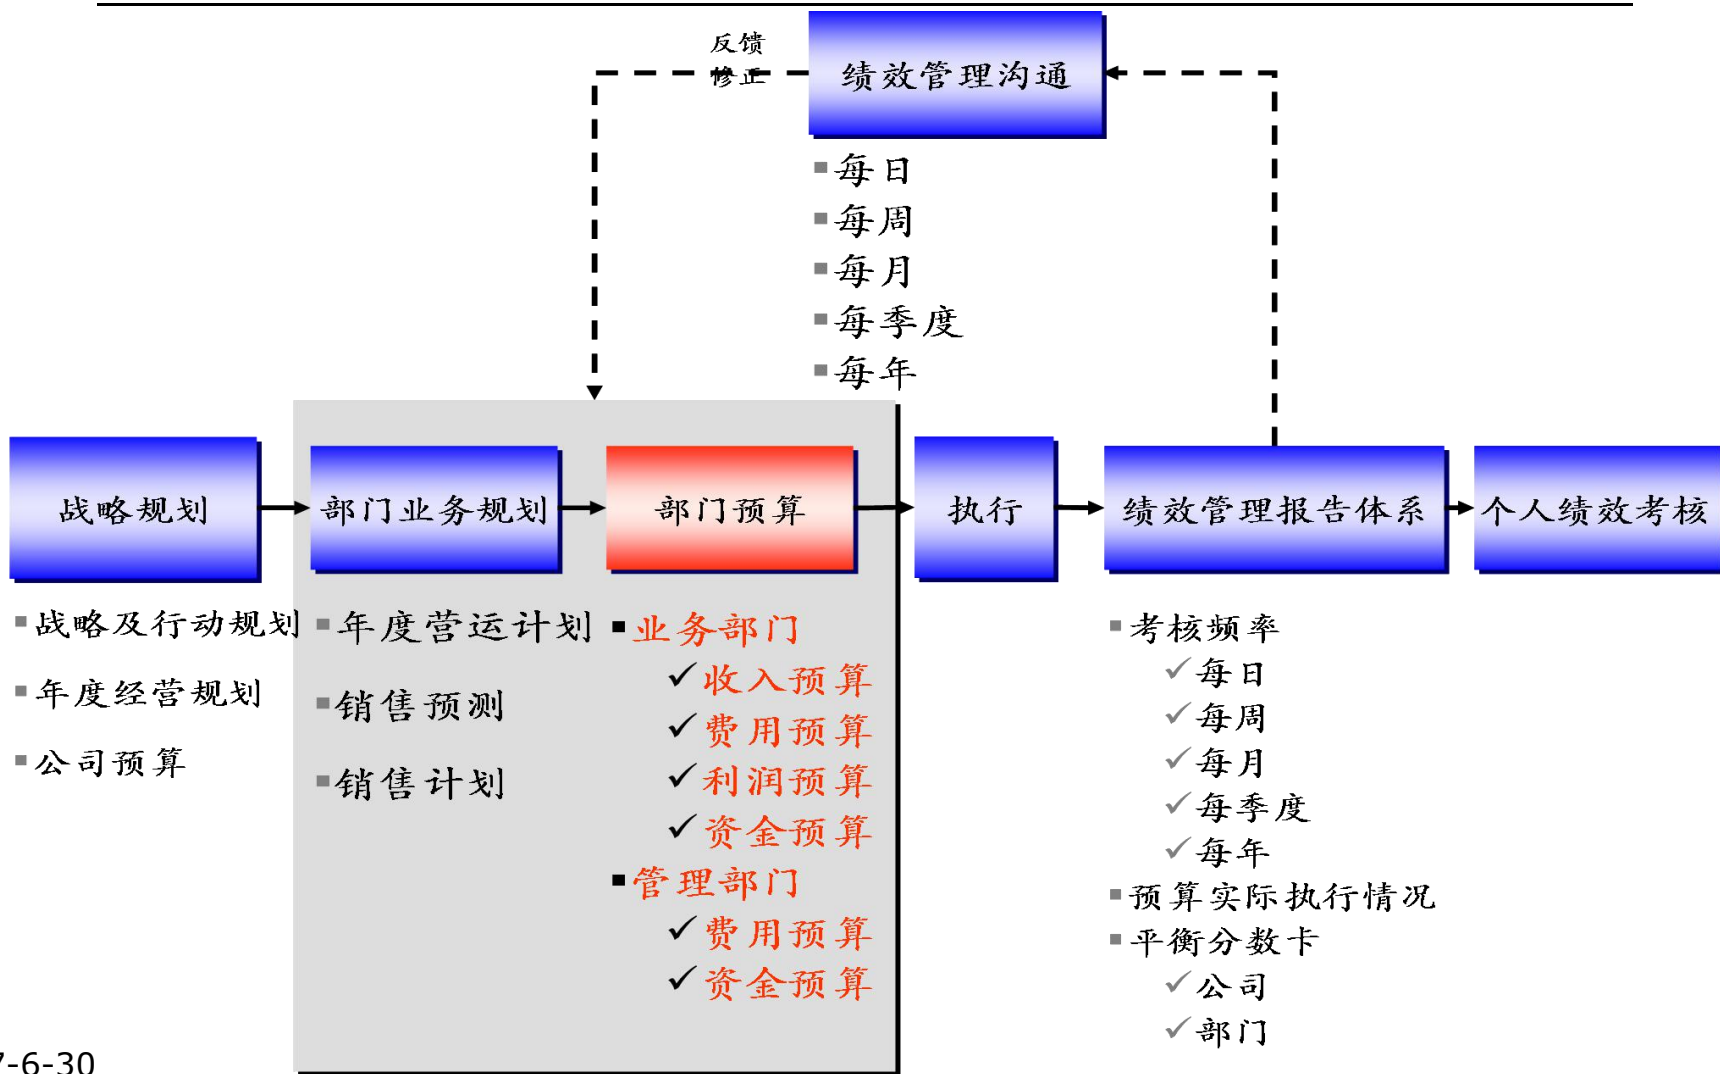 反馈
修正
绩效管理沟通
▪每日
▪每周
▪每月
▪每季度
▪每年
战略规划
▪战略及行动规划
▪年度经营规划
▪公司预算
部门业务规划
▪年度营运计划
▪销售预测
▪销售计划
部门预算
▪业务部门
✓收入预算
✓费用预算
✓利润预算
✓资金预算
▪管理部门
✓费用预算
✓资金预算
执行
绩效管理报告体系
▪考核频率
✓每日
✓每周
✓每月
✓每季度
✓每年
▪预算实际执行情况
▪平衡分数卡
✓公司
✓部门
个人绩效考核
7-6-30